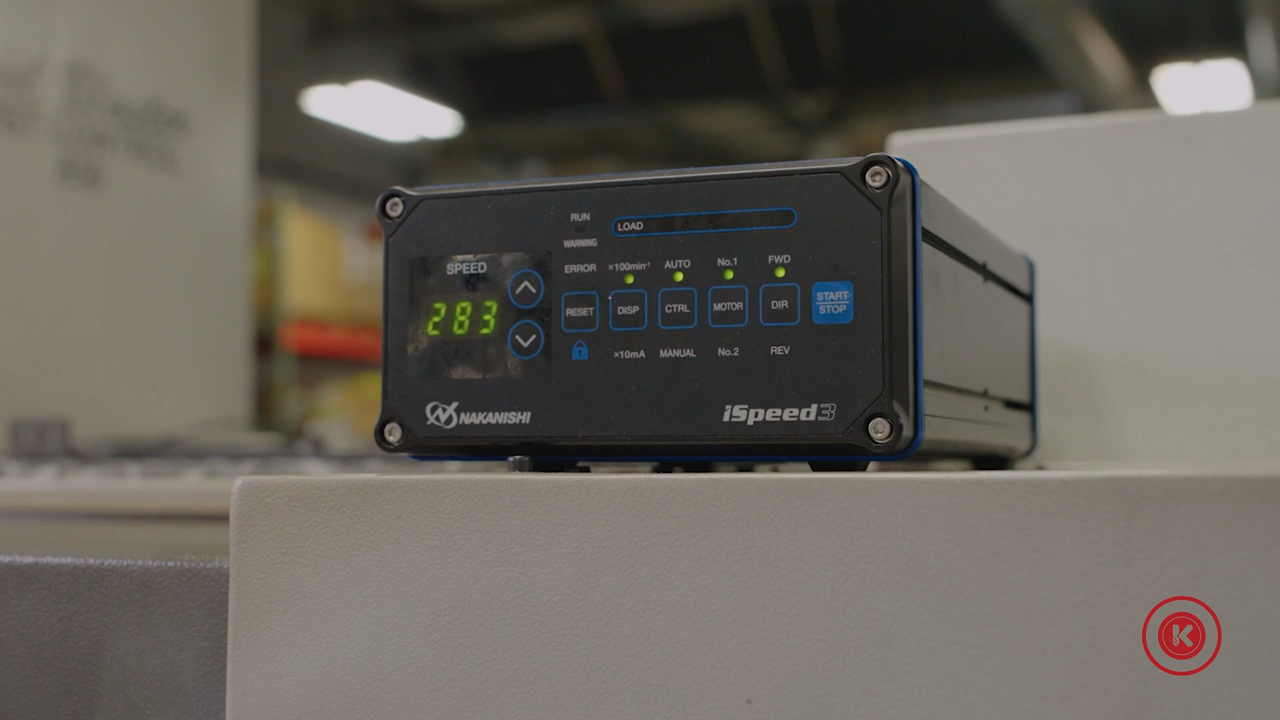 RUN
LOAD
WARNING
SPEED
ERROR ×100min⁻¹ AUTO No.1 FWD
283
RESET DISP CTRL MOTOR DIR START
STOP
×10mA MANUAL No.2 REV
NAKANISHI
iSpeed3
K